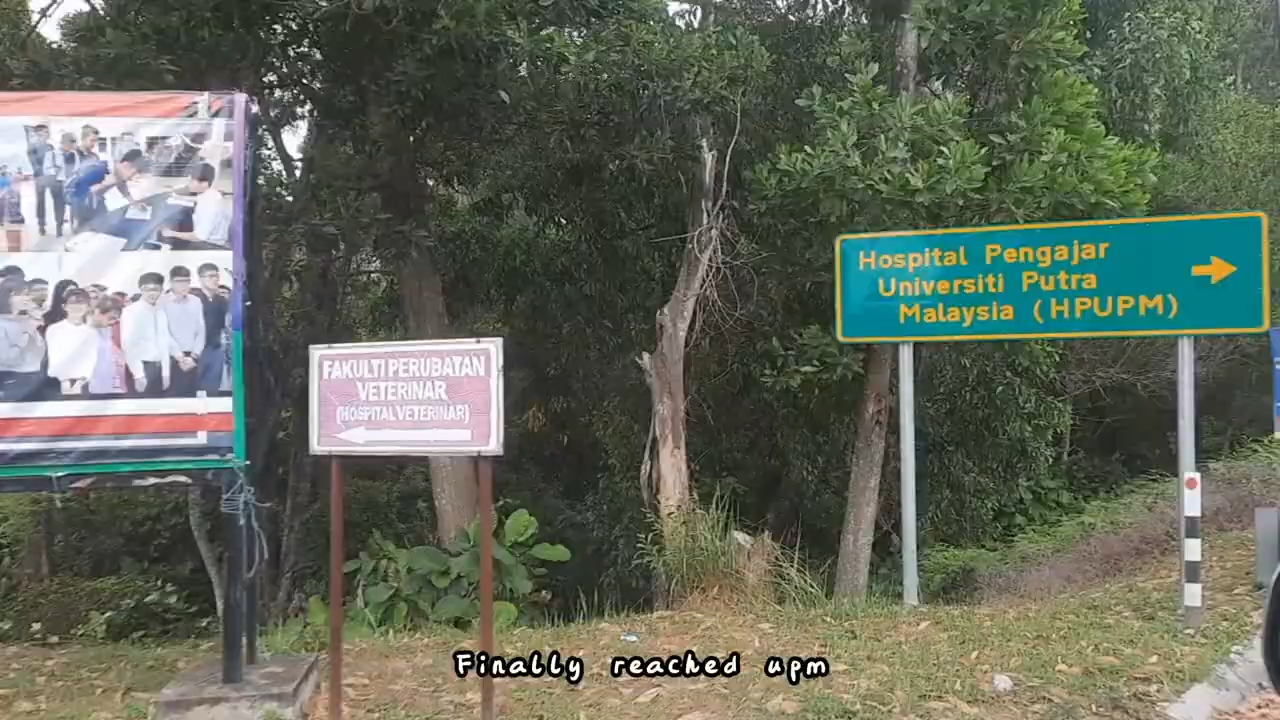 FAKULTI PERUBATAN
VETERINAR
(HOSPITAL VETERINAR)
Hospital Pengajar
Universiti Putra
Malaysia (HPUPM)
Finally reached upm